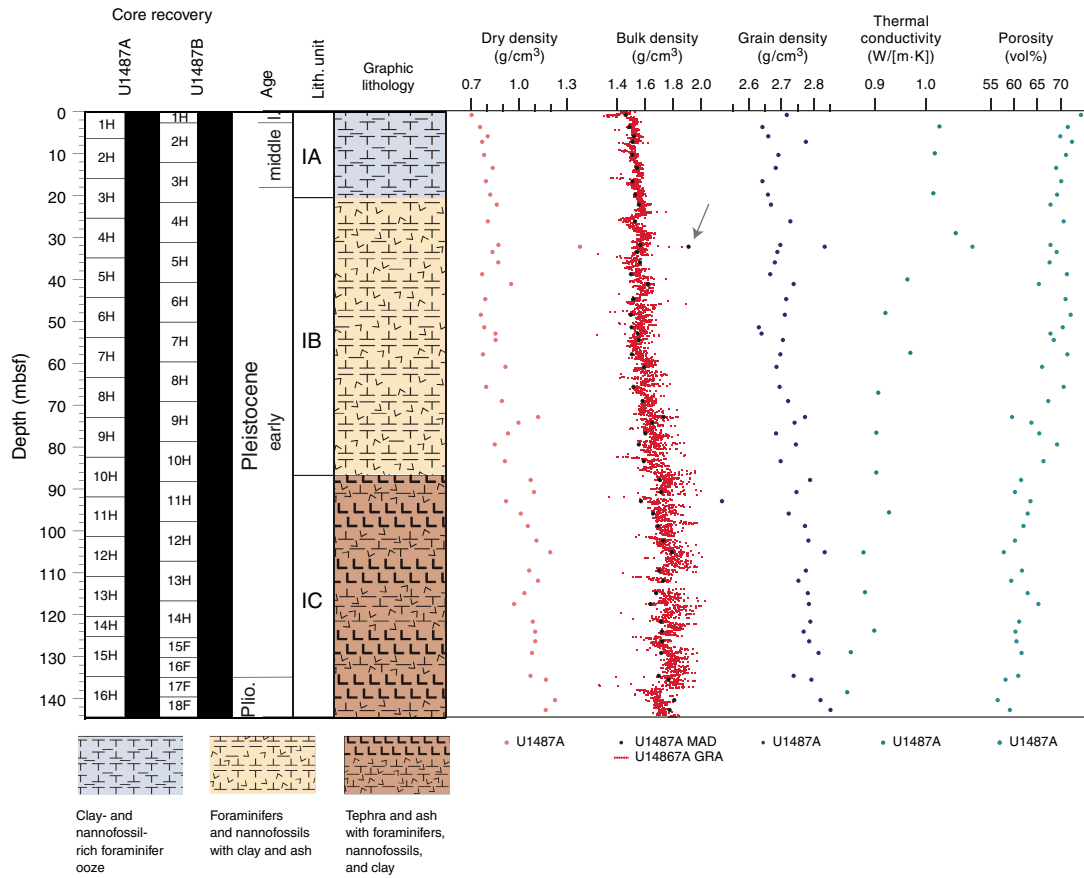 Core recovery
U1487A
U1487B
Age
Lith. unit
Graphic
lithology
Dry density
(g/cm³)
0.7 1.0 1.3
Bulk density
(g/cm³)
1.4 1.6 1.8 2.0
Grain density
(g/cm³)
2.6 2.7 2.8
Thermal
conductivity
(W/[m·K])
0.9 1.0
Porosity
(vol%)
55 60 65 70
Depth (mbsf)
0
10
20
30
40
50
60
70
80
90
100
110
120
130
140
1H
2H
3H
4H
5H
6H
7H
8H
9H
10H
11H
12H
13H
14H
15H
16H
1H
2H
3H
4H
5H
6H
7H
8H
9H
10H
11H
12H
13H
14H
15F
16F
17F
18F
l.
middle
Pleistocene
early
Plio.
IA
IB
IC
U1487A
U1487A MAD
U14867A GRA
U1487A
U1487A
U1487A
Clay- and
nannofossil-
rich foraminifer
ooze
Foraminifers
and nannofossils
with clay and ash
Tephra and ash
with foraminifers,
nannofossils,
and clay